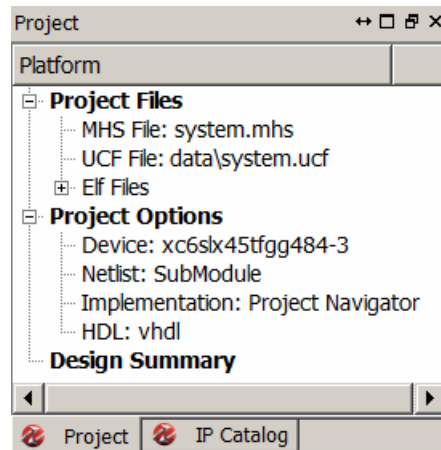 Project
Platform
Project Files
MHS File: system.mhs
UCF File: data\system.ucf
Elf Files
Project Options
Device: xc6slx45tfgg484-3
Netlist: SubModule
Implementation: Project Navigator
HDL: vhdl
Design Summary
Project IP Catalog